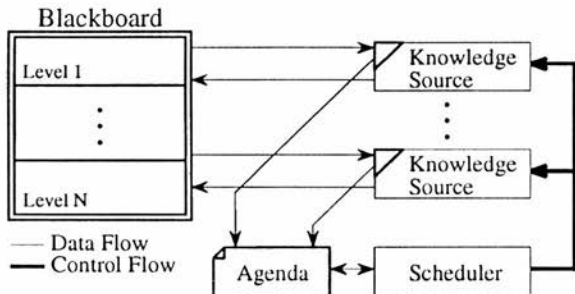 Blackboard
Level 1
Level N
Knowledge
Source
Knowledge
Source
Data Flow
Control Flow
Agenda
Scheduler